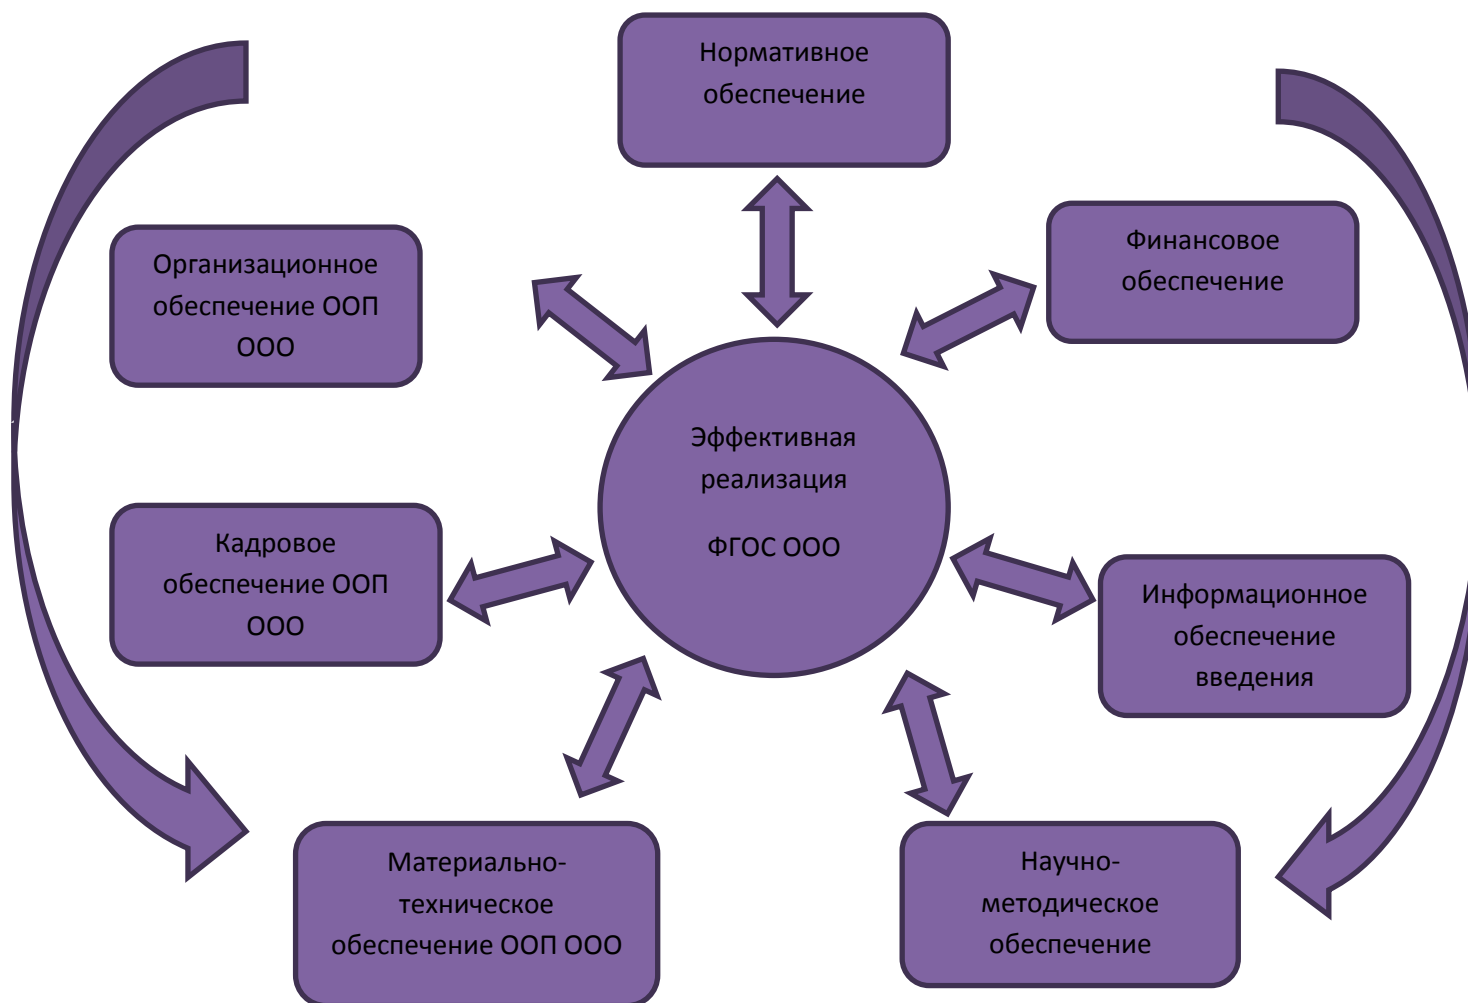 Нормативное
обеспечение
Финансовое
обеспечение
Организационное
обеспечение ООП
ООО
Эффективная
реализация
ФГОС ООО
Кадровое
обеспечение ООП
ООО
Информационное
обеспечение
введения
Материально-
техническое
обеспечение ООП ООО
Научно-
методическое
обеспечение